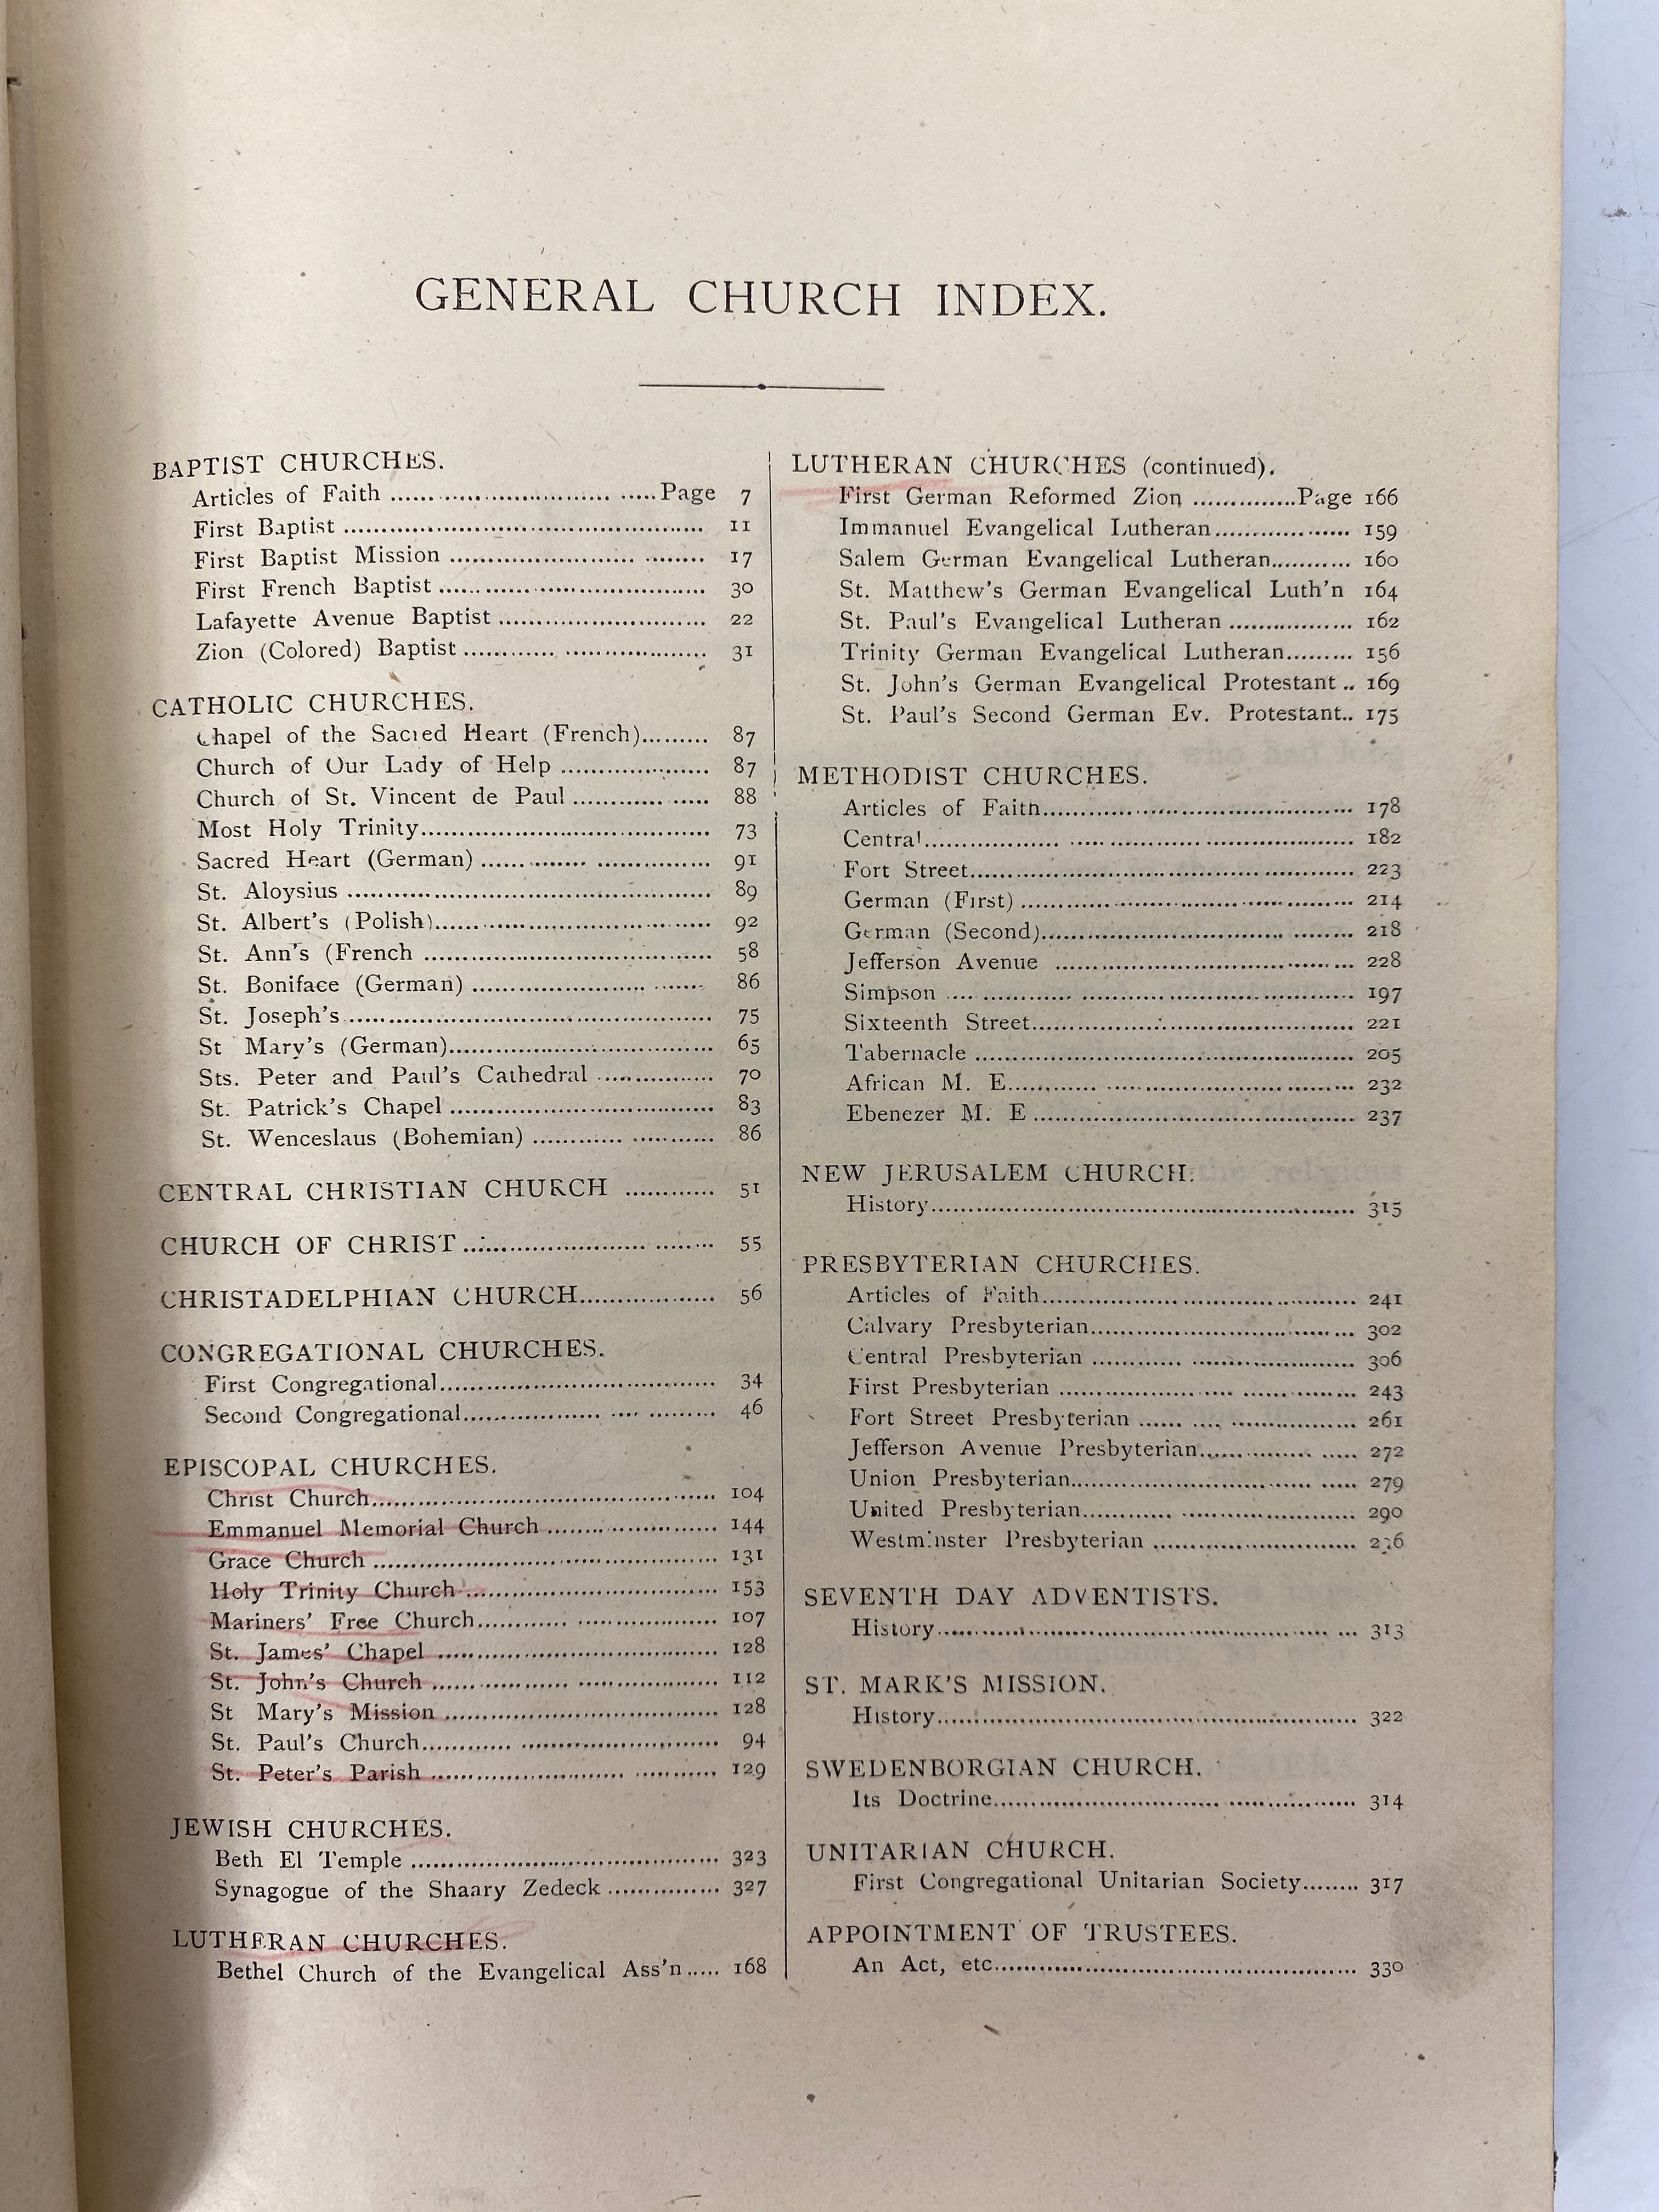 GENERAL CHURCH INDEX.
BAPTIST CHURCHES.
Articles of Faith ..... Page 7
First Baptist ..... 11
First Baptist Mission ..... 17
First French Baptist ..... 30
Lafayette Avenue Baptist ..... 22
Zion (Colored) Baptist ..... 31
CATHOLIC CHURCHES.
Chapel of the Sacred Heart (French) ..... 87
Church of Our Lady of Help ..... 87
Church of St. Vincent de Paul ..... 88
Most Holy Trinity ..... 73
Sacred Heart (German) ..... 91
St. Aloysius ..... 89
St. Albert's (Polish) ..... 92
St. Ann's (French ..... 58
St. Boniface (German) ..... 86
St. Joseph's ..... 75
St Mary's (German) ..... 65
Sts. Peter and Paul's Cathedral ..... 70
St. Patrick's Chapel ..... 83
St. Wenceslaus (Bohemian) ..... 86
CENTRAL CHRISTIAN CHURCH ..... 51
CHURCH OF CHRIST ..... 55
CHRISTADELPHIAN CHURCH ..... 56
CONGREGATIONAL CHURCHES.
First Congregational ..... 34
Second Congregational ..... 46
EPISCOPAL CHURCHES.
Christ Church ..... 104
Emmanuel Memorial Church ..... 144
Grace Church ..... 131
Holy Trinity Church ..... 153
Mariners' Free Church ..... 107
St. James' Chapel ..... 128
St. John's Church ..... 112
St Mary's Mission ..... 128
St. Paul's Church ..... 94
St. Peter's Parish ..... 129
JEWISH CHURCHES.
Beth El Temple ..... 323
Synagogue of the Shaary Zedeck ..... 327
LUTHERAN CHURCHES.
Bethel Church of the Evangelical Ass'n ..... 168
LUTHERAN CHURCHES (continued).
First German Reformed Zion ..... Page 166
Immanuel Evangelical Lutheran ..... 159
Salem German Evangelical Lutheran ..... 160
St. Matthew's German Evangelical Luth'n 164
St. Paul's Evangelical Lutheran ..... 162
Trinity German Evangelical Lutheran ..... 156
St. John's German Evangelical Protestant .. 169
St. Paul's Second German Ev. Protestant.. 175
METHODIST CHURCHES.
Articles of Faith ..... 178
Central ..... 182
Fort Street ..... 223
German (First) ..... 214
German (Second) ..... 218
Jefferson Avenue ..... 228
Simpson ..... 197
Sixteenth Street ..... 221
Tabernacle ..... 205
African M. E. ..... 232
Ebenezer M. E ..... 237
NEW JERUSALEM CHURCH.
History ..... 315
PRESBYTERIAN CHURCHES.
Articles of Faith ..... 241
Calvary Presbyterian ..... 302
Central Presbyterian ..... 306
First Presbyterian ..... 243
Fort Street Presbyterian ..... 261
Jefferson Avenue Presbyterian ..... 272
Union Presbyterian ..... 279
United Presbyterian ..... 290
Westminster Presbyterian .....
SEVENTH DAY ADVENTISTS.
History ..... 313
ST. MARK'S MISSION.
History ..... 322
SWEDENBORGIAN CHURCH.
Its Doctrine ..... 314
UNITARIAN CHURCH.
First Congregational Unitarian Society ..... 317
APPOINTMENT OF TRUSTEES.
An Act, etc. ..... 330